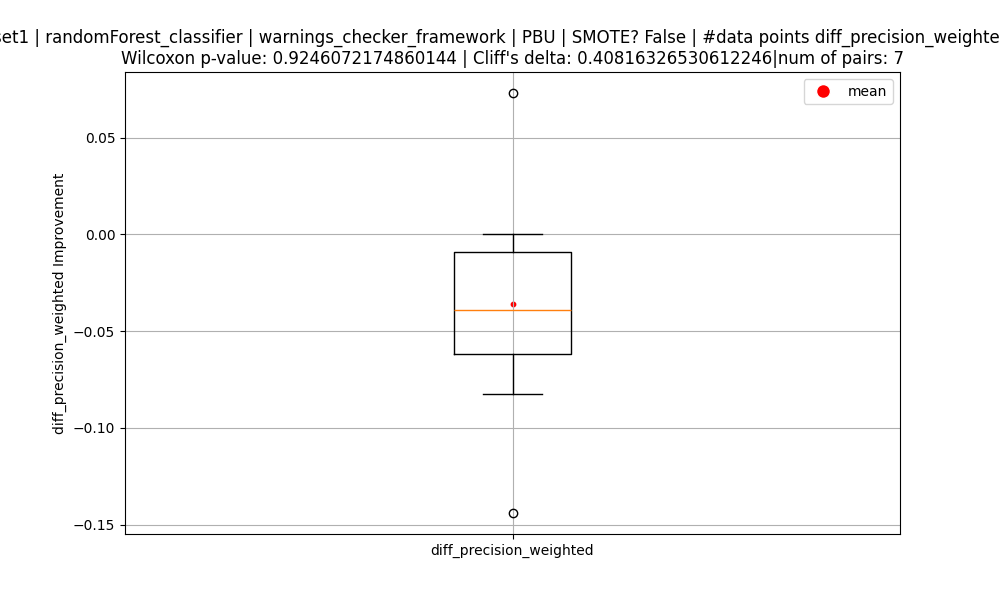 set1 | randomForest_classifier | warnings_checker_framework | PBU | SMOTE? False | #data points diff_precision_weighte
Wilcoxon p-value: 0.9246072174860144 | Cliff's delta: 0.40816326530612246|num of pairs: 7
mean
0.05
0.00
−0.05
−0.10
−0.15
diff_precision_weighted Improvement
diff_precision_weighted